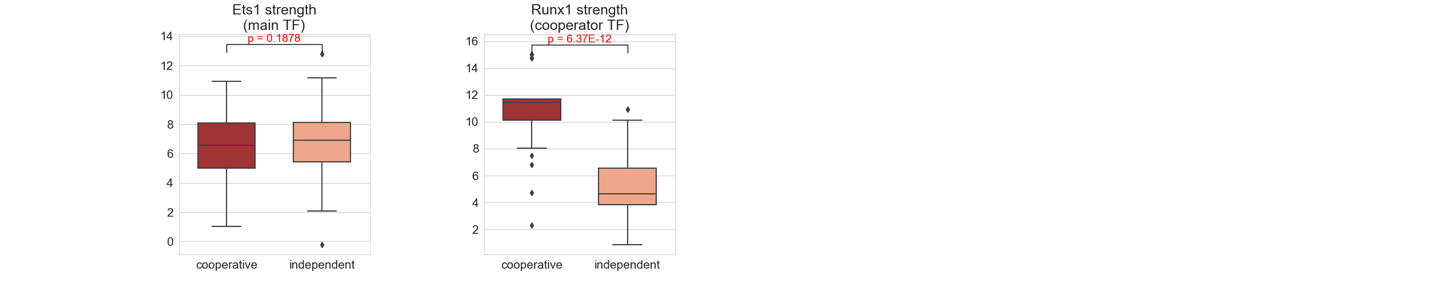 Ets1 strength
(main TF)
p = 0.1878
14
12
10
8
6
4
2
0
cooperative independent
Runx1 strength
(cooperator TF)
p = 6.37E-12
16
14
12
10
8
6
4
2
cooperative independent